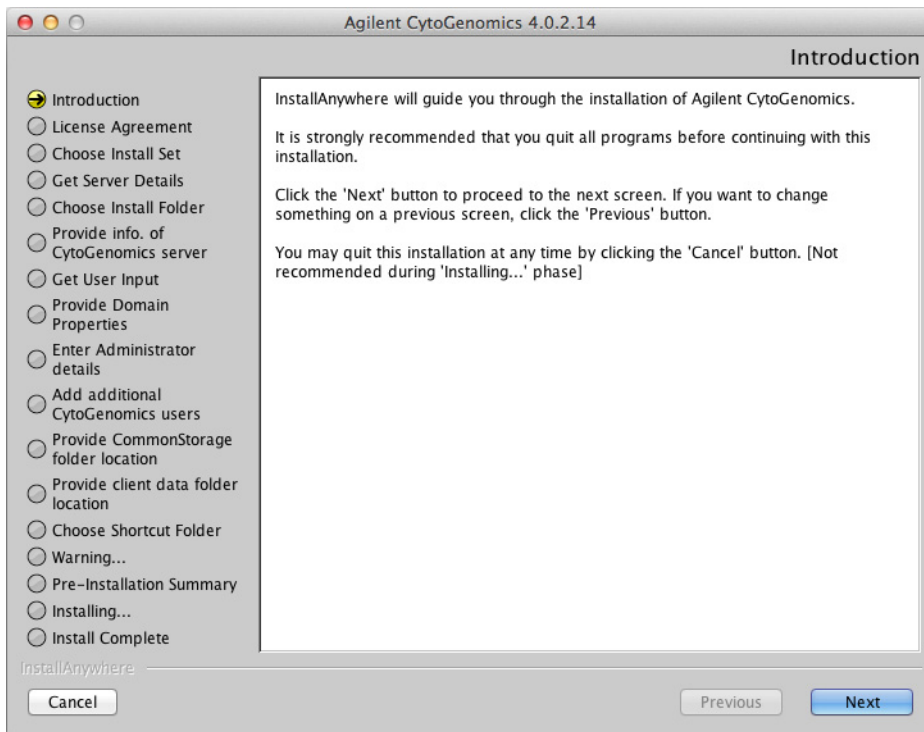 Agilent CytoGenomics 4.0.2.14
Introduction
Introduction
License Agreement
Choose Install Set
Get Server Details
Choose Install Folder
Provide info. of
CytoGenomics server
Get User Input
Provide Domain
Properties
Enter Administrator
details
Add additional
CytoGenomics users
Provide CommonStorage
folder location
Provide client data folder
location
Choose Shortcut Folder
Warning...
Pre-Installation Summary
Installing...
Install Complete
InstallAnywhere will guide you through the installation of Agilent CytoGenomics.
It is strongly recommended that you quit all programs before continuing with this
installation.
Click the 'Next' button to proceed to the next screen. If you want to change
something on a previous screen, click the 'Previous' button.
You may quit this installation at any time by clicking the 'Cancel' button. [Not
recommended during 'Installing...' phase]
InstallAnywhere
Cancel
Previous
Next